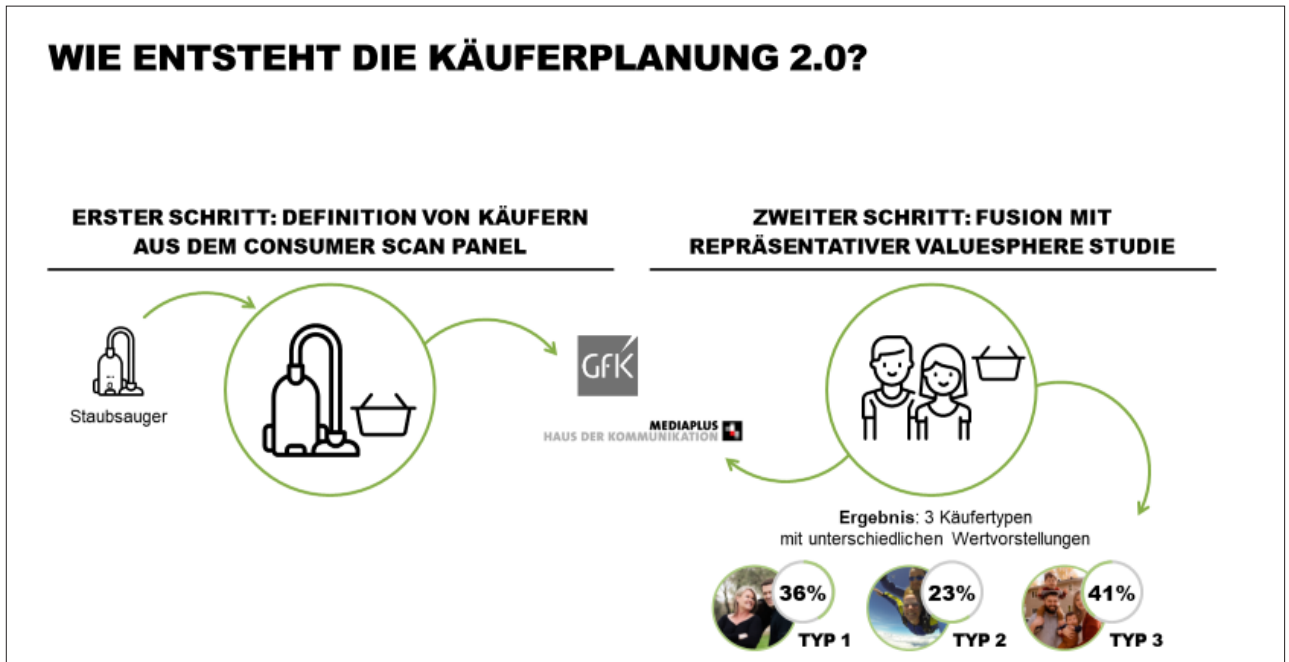 WIE ENTSTEHT DIE KÄUFERPLANUNG 2.0?
ERSTER SCHRITT: DEFINITION VON KÄUFERN
AUS DEM CONSUMER SCAN PANEL
Staubsauger
GfK
MEDIAPLUS
HAUS DER KOMMUNIKATION
ZWEITER SCHRITT: FUSION MIT
REPRÄSENTATIVER VALUESPHERE STUDIE
Ergebnis: 3 Käufertypen
mit unterschiedlichen Wertvorstellungen
36%
TYP 1
23%
TYP 2
41%
TYP 3